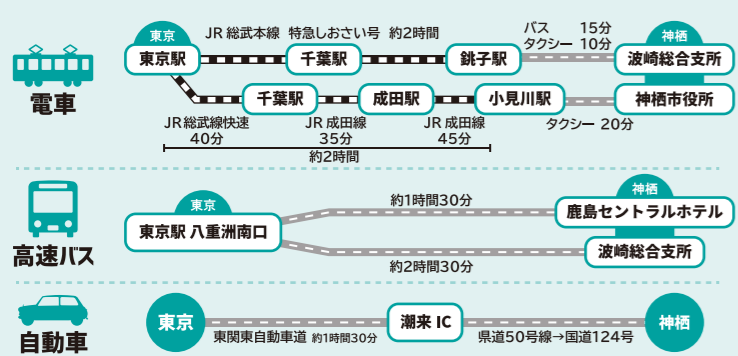 電車
東京
東京駅
JR 総武本線 特急しおさい号 約2時間
千葉駅
銚子駅
バス 15分
タクシー 10分
神栖
波崎総合支所
千葉駅
成田駅
小見川駅
神栖市役所
JR総武線快速
40分
JR成田線
35分
JR成田線
45分
タクシー 20分
約2時間
高速バス
東京
東京駅 八重洲南口
約1時間30分
神栖
鹿島セントラルホテル
約2時間30分
波崎総合支所
自動車
東京
東関東自動車道 約1時間30分
潮来 IC
県道50号線→国道124号
神栖